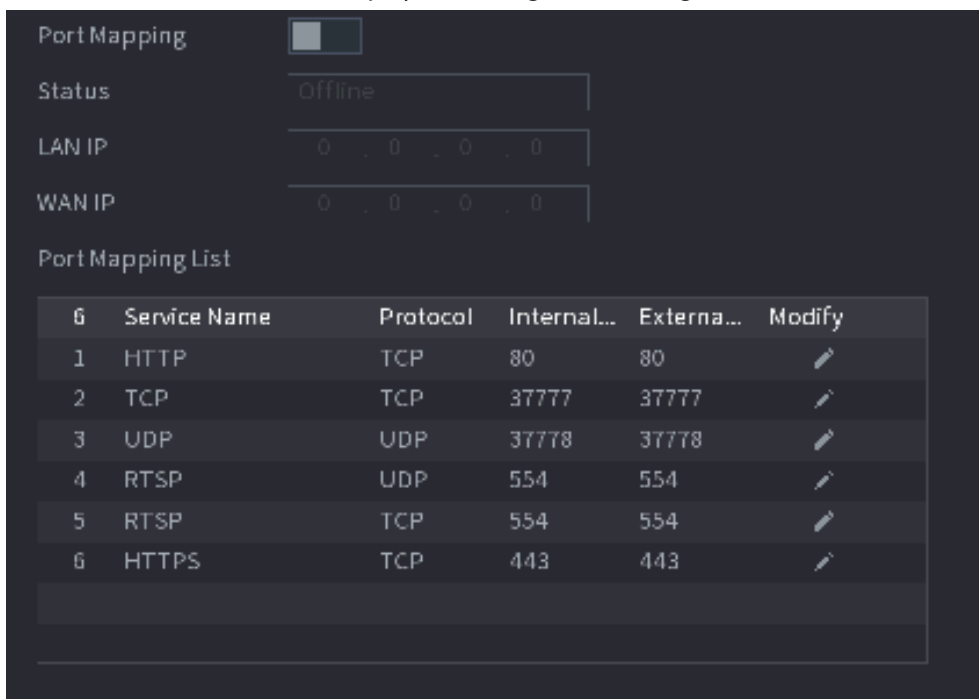 Port Mapping
Status Offline
LAN IP 0 . 0 . 0 . 0
WAN IP 0 . 0 . 0 . 0
Port Mapping List
6 Service Name Protocol Internal... Externa... Modify
1 HTTP TCP 80 80
2 TCP TCP 37777 37777
3 UDP UDP 37778 37778
4 RTSP UDP 554 554
5 RTSP TCP 554 554
6 HTTPS TCP 443 443